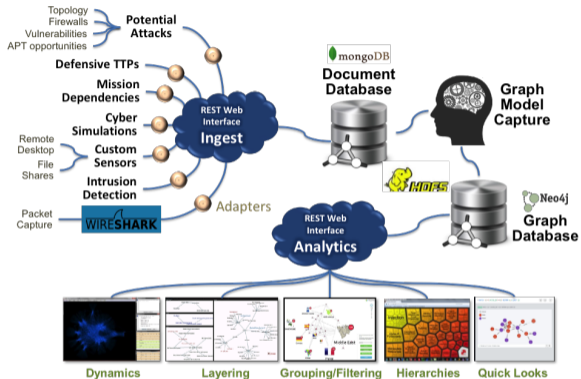 Topology
Firewalls
Vulnerabilities
APT opportunities
Potential
Attacks
Defensive TTPs
Mission
Dependencies
Cyber
Simulations
Remote
Desktop
File
Shares
Custom
Sensors
Intrusion
Detection
Packet
Capture
WIRESHARK
Adapters
REST Web
Interface
Ingest
mongoDB
Document
Database
Graph
Model
Capture
HDFS
Neo4j
Graph
Database
REST Web
Interface
Analytics
Dynamics
Layering
Grouping/Filtering
Hierarchies
Quick Looks